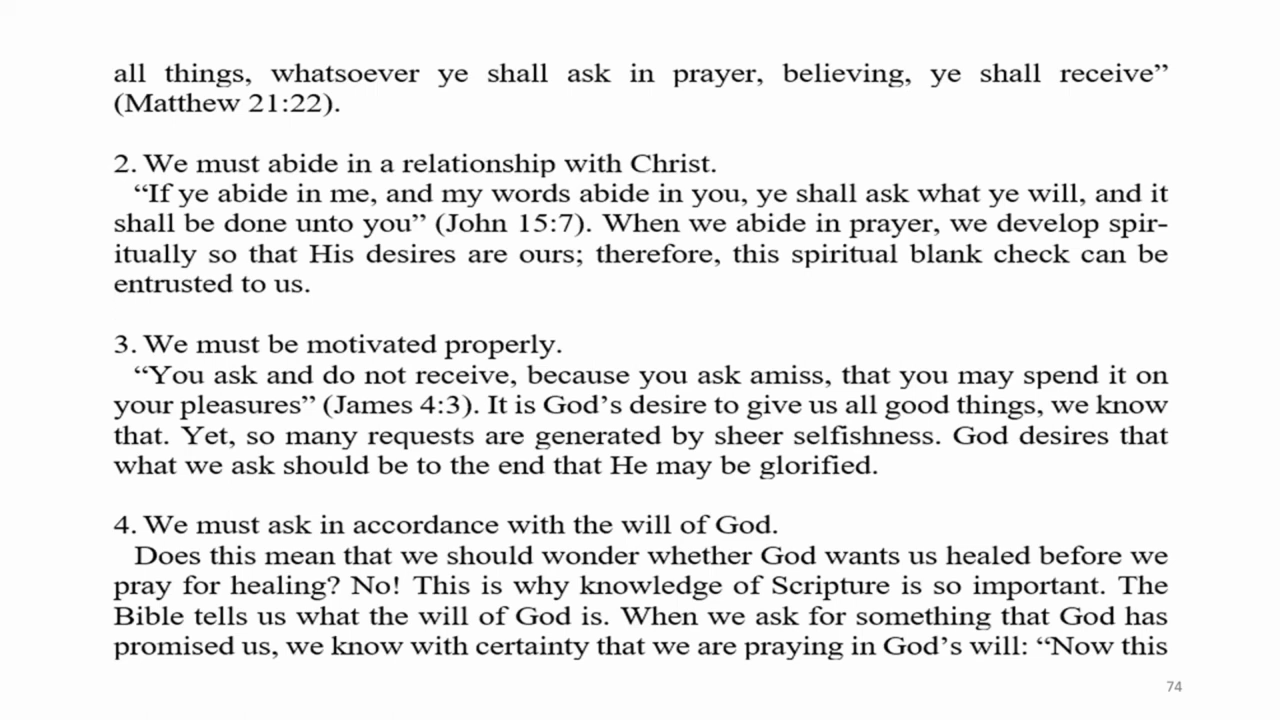 all things, whatsoever ye shall ask in prayer, believing, ye shall receive”
(Matthew 21:22).
2. We must abide in a relationship with Christ.
“If ye abide in me, and my words abide in you, ye shall ask what ye will, and it
shall be done unto you” (John 15:7). When we abide in prayer, we develop spir-
itually so that His desires are ours; therefore, this spiritual blank check can be
entrusted to us.
3. We must be motivated properly.
“You ask and do not receive, because you ask amiss, that you may spend it on
your pleasures” (James 4:3). It is God’s desire to give us all good things, we know
that. Yet, so many requests are generated by sheer selfishness. God desires that
what we ask should be to the end that He may be glorified.
4. We must ask in accordance with the will of God.
Does this mean that we should wonder whether God wants us healed before we
pray for healing? No! This is why knowledge of Scripture is so important. The
Bible tells us what the will of God is. When we ask for something that God has
promised us, we know with certainty that we are praying in God’s will: “Now this
74